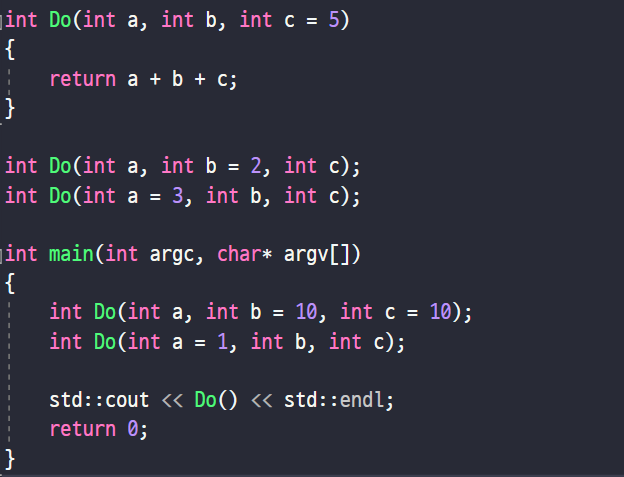 int Do(int a, int b, int c = 5)
{
    return a + b + c;
}

int Do(int a, int b = 2, int c);
int Do(int a = 3, int b, int c);

int main(int argc, char* argv[])
{
    int Do(int a, int b = 10, int c = 10);
    int Do(int a = 1, int b, int c);

    std::cout << Do() << std::endl;
    return 0;
}